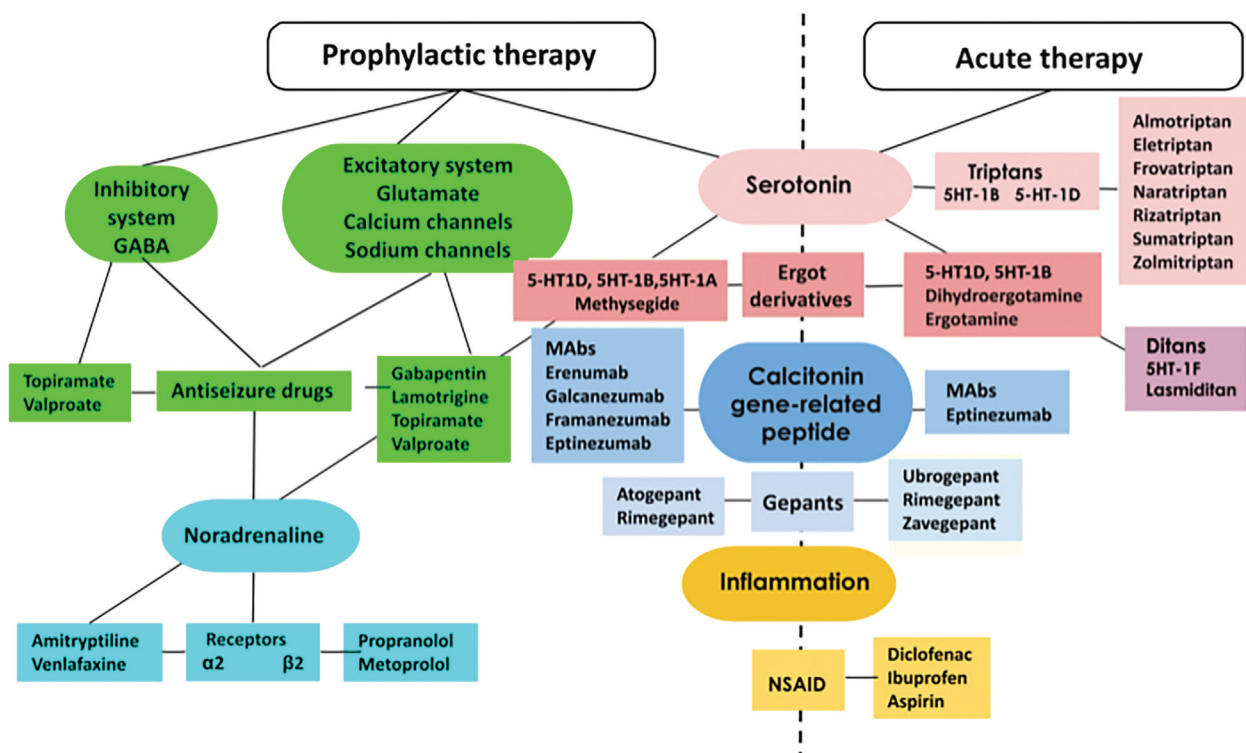 Prophylactic therapy
Acute therapy
Inhibitory
system
GABA
Excitatory system
Glutamate
Calcium channels
Sodium channels
Serotonin
Triptans
5HT-1B 5-HT-1D
Almotriptan
Eletriptan
Frovatriptan
Naratriptan
Rizatriptan
Sumatriptan
Zolmitriptan
5-HT1D, 5HT-1B,5HT-1A
Methysegide
Ergot
derivatives
5-HT1D, 5HT-1B
Dihydroergotamine
Ergotamine
Ditans
5HT-1F
Lasmiditan
Topiramate
Valproate
Antiseizure drugs
Gabapentin
Lamotrigine
Topiramate
Valproate
MAbs
Erenumab
Galcanezumab
Framanezumab
Eptinezumab
Calcitonin
gene-related
peptide
MAbs
Eptinezumab
Atogepant
Rimegepant
Gepants
Ubrogepant
Rimegepant
Zavegepant
Noradrenaline
Inflammation
Amitryptiline
Venlafaxine
Receptors
α2 β2
Propranolol
Metoprolol
NSAID
Diclofenac
Ibuprofen
Aspirin